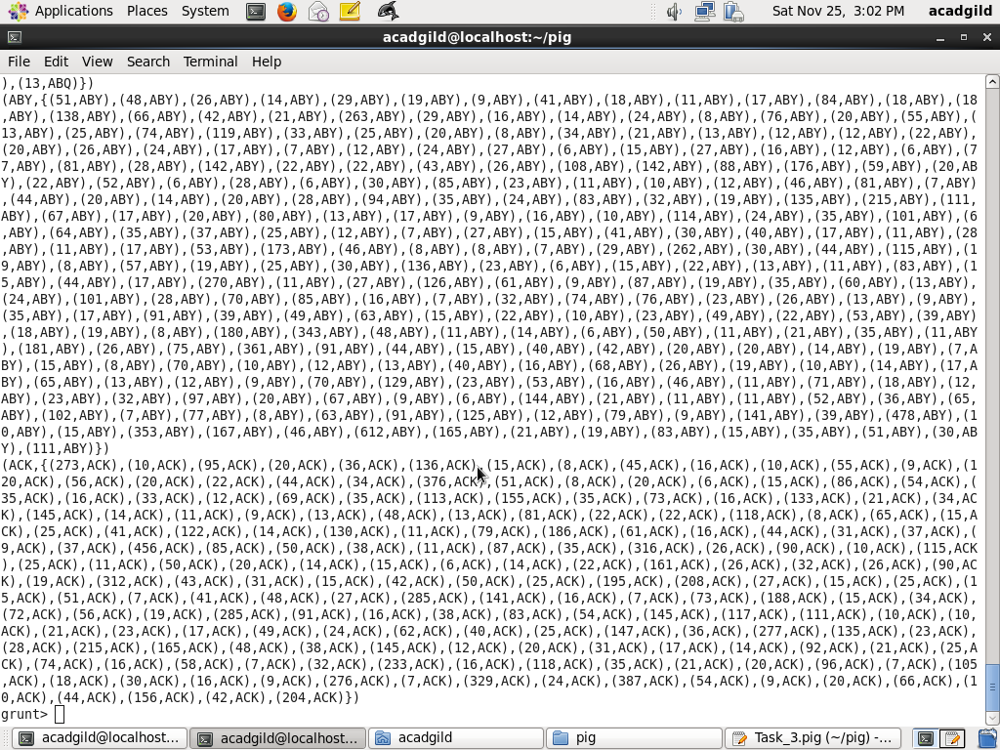 Applications Places System Sat Nov 25, 3:02 PM acadgild
acadgild@localhost:~/pig
File Edit View Search Terminal Help
),(13,ABQ)})
(ABY,{(51,ABY),(48,ABY),(26,ABY),(14,ABY),(29,ABY),(19,ABY),(9,ABY),(41,ABY),(18,ABY),(11,ABY),(17,ABY),(84,ABY),(18,ABY),(18
,ABY),(138,ABY),(66,ABY),(42,ABY),(21,ABY),(263,ABY),(29,ABY),(16,ABY),(14,ABY),(24,ABY),(8,ABY),(76,ABY),(20,ABY),(55,ABY),(
13,ABY),(25,ABY),(74,ABY),(119,ABY),(33,ABY),(25,ABY),(20,ABY),(8,ABY),(34,ABY),(21,ABY),(13,ABY),(12,ABY),(12,ABY),(22,ABY),
(20,ABY),(26,ABY),(24,ABY),(17,ABY),(7,ABY),(12,ABY),(24,ABY),(27,ABY),(6,ABY),(15,ABY),(27,ABY),(16,ABY),(12,ABY),(6,ABY),(7
7,ABY),(81,ABY),(28,ABY),(142,ABY),(22,ABY),(22,ABY),(43,ABY),(26,ABY),(108,ABY),(142,ABY),(88,ABY),(176,ABY),(59,ABY),(20,AB
Y),(22,ABY),(52,ABY),(6,ABY),(28,ABY),(6,ABY),(30,ABY),(85,ABY),(23,ABY),(11,ABY),(10,ABY),(12,ABY),(46,ABY),(81,ABY),(7,ABY)
,(44,ABY),(20,ABY),(14,ABY),(20,ABY),(28,ABY),(94,ABY),(35,ABY),(24,ABY),(83,ABY),(32,ABY),(19,ABY),(135,ABY),(215,ABY),(111,
ABY),(67,ABY),(17,ABY),(20,ABY),(80,ABY),(13,ABY),(17,ABY),(9,ABY),(16,ABY),(10,ABY),(114,ABY),(24,ABY),(35,ABY),(101,ABY),(6
,ABY),(64,ABY),(35,ABY),(37,ABY),(25,ABY),(12,ABY),(7,ABY),(27,ABY),(15,ABY),(41,ABY),(30,ABY),(40,ABY),(17,ABY),(11,ABY),(28
,ABY),(11,ABY),(17,ABY),(53,ABY),(173,ABY),(46,ABY),(8,ABY),(8,ABY),(7,ABY),(29,ABY),(262,ABY),(30,ABY),(44,ABY),(115,ABY),(1
9,ABY),(8,ABY),(57,ABY),(19,ABY),(25,ABY),(30,ABY),(136,ABY),(23,ABY),(6,ABY),(15,ABY),(22,ABY),(13,ABY),(11,ABY),(83,ABY),(1
5,ABY),(44,ABY),(17,ABY),(270,ABY),(11,ABY),(27,ABY),(126,ABY),(61,ABY),(9,ABY),(87,ABY),(19,ABY),(35,ABY),(60,ABY),(13,ABY),
(24,ABY),(101,ABY),(28,ABY),(70,ABY),(85,ABY),(16,ABY),(7,ABY),(32,ABY),(74,ABY),(76,ABY),(23,ABY),(26,ABY),(13,ABY),(9,ABY),
(35,ABY),(17,ABY),(91,ABY),(39,ABY),(49,ABY),(63,ABY),(15,ABY),(22,ABY),(10,ABY),(23,ABY),(49,ABY),(22,ABY),(53,ABY),(39,ABY)
,(18,ABY),(19,ABY),(8,ABY),(180,ABY),(343,ABY),(48,ABY),(11,ABY),(14,ABY),(6,ABY),(50,ABY),(11,ABY),(21,ABY),(35,ABY),(11,ABY
),(181,ABY),(26,ABY),(75,ABY),(361,ABY),(91,ABY),(44,ABY),(15,ABY),(40,ABY),(42,ABY),(20,ABY),(20,ABY),(14,ABY),(19,ABY),(7,A
BY),(15,ABY),(8,ABY),(70,ABY),(10,ABY),(12,ABY),(13,ABY),(40,ABY),(16,ABY),(68,ABY),(26,ABY),(19,ABY),(10,ABY),(14,ABY),(17,A
BY),(65,ABY),(13,ABY),(12,ABY),(9,ABY),(70,ABY),(129,ABY),(23,ABY),(53,ABY),(16,ABY),(46,ABY),(11,ABY),(71,ABY),(18,ABY),(12,
ABY),(23,ABY),(32,ABY),(97,ABY),(20,ABY),(67,ABY),(9,ABY),(6,ABY),(144,ABY),(21,ABY),(11,ABY),(11,ABY),(52,ABY),(36,ABY),(65,
ABY),(102,ABY),(7,ABY),(77,ABY),(8,ABY),(63,ABY),(91,ABY),(125,ABY),(12,ABY),(79,ABY),(9,ABY),(141,ABY),(39,ABY),(478,ABY),(1
0,ABY),(15,ABY),(353,ABY),(167,ABY),(46,ABY),(612,ABY),(165,ABY),(21,ABY),(19,ABY),(83,ABY),(15,ABY),(35,ABY),(51,ABY),(30,AB
Y),(111,ABY)})
(ACK,{(273,ACK),(10,ACK),(95,ACK),(20,ACK),(36,ACK),(136,ACK),(15,ACK),(8,ACK),(45,ACK),(16,ACK),(10,ACK),(55,ACK),(9,ACK),(1
20,ACK),(56,ACK),(20,ACK),(22,ACK),(44,ACK),(34,ACK),(376,ACK),(51,ACK),(8,ACK),(20,ACK),(6,ACK),(15,ACK),(86,ACK),(54,ACK),(
35,ACK),(16,ACK),(33,ACK),(12,ACK),(69,ACK),(35,ACK),(113,ACK),(155,ACK),(35,ACK),(73,ACK),(16,ACK),(133,ACK),(21,ACK),(34,AC
K),(145,ACK),(14,ACK),(11,ACK),(9,ACK),(13,ACK),(48,ACK),(13,ACK),(81,ACK),(22,ACK),(22,ACK),(118,ACK),(8,ACK),(65,ACK),(15,A
CK),(25,ACK),(41,ACK),(122,ACK),(14,ACK),(130,ACK),(11,ACK),(79,ACK),(186,ACK),(61,ACK),(16,ACK),(44,ACK),(31,ACK),(37,ACK),(
9,ACK),(37,ACK),(456,ACK),(85,ACK),(50,ACK),(38,ACK),(11,ACK),(87,ACK),(35,ACK),(316,ACK),(26,ACK),(90,ACK),(10,ACK),(115,ACK
),(25,ACK),(11,ACK),(50,ACK),(20,ACK),(14,ACK),(15,ACK),(6,ACK),(14,ACK),(22,ACK),(161,ACK),(26,ACK),(32,ACK),(26,ACK),(90,AC
K),(19,ACK),(312,ACK),(43,ACK),(31,ACK),(15,ACK),(42,ACK),(50,ACK),(25,ACK),(195,ACK),(208,ACK),(27,ACK),(15,ACK),(25,ACK),(1
5,ACK),(51,ACK),(7,ACK),(41,ACK),(48,ACK),(27,ACK),(285,ACK),(141,ACK),(16,ACK),(7,ACK),(73,ACK),(188,ACK),(15,ACK),(34,ACK),
(72,ACK),(56,ACK),(19,ACK),(285,ACK),(91,ACK),(16,ACK),(38,ACK),(83,ACK),(54,ACK),(145,ACK),(117,ACK),(111,ACK),(10,ACK),(10,
ACK),(21,ACK),(23,ACK),(17,ACK),(49,ACK),(24,ACK),(62,ACK),(40,ACK),(25,ACK),(147,ACK),(36,ACK),(277,ACK),(135,ACK),(23,ACK),
(28,ACK),(215,ACK),(165,ACK),(48,ACK),(38,ACK),(145,ACK),(12,ACK),(20,ACK),(31,ACK),(17,ACK),(14,ACK),(92,ACK),(21,ACK),(25,A
CK),(74,ACK),(16,ACK),(58,ACK),(7,ACK),(32,ACK),(233,ACK),(16,ACK),(118,ACK),(35,ACK),(21,ACK),(20,ACK),(96,ACK),(7,ACK),(105
,ACK),(18,ACK),(30,ACK),(16,ACK),(9,ACK),(276,ACK),(7,ACK),(329,ACK),(24,ACK),(387,ACK),(54,ACK),(9,ACK),(20,ACK),(66,ACK),(1
0,ACK),(44,ACK),(156,ACK),(42,ACK),(204,ACK)})
grunt>
acadgild@localhost... acadgild@localhost... acadgild pig Task_3.pig (~/pig) -...